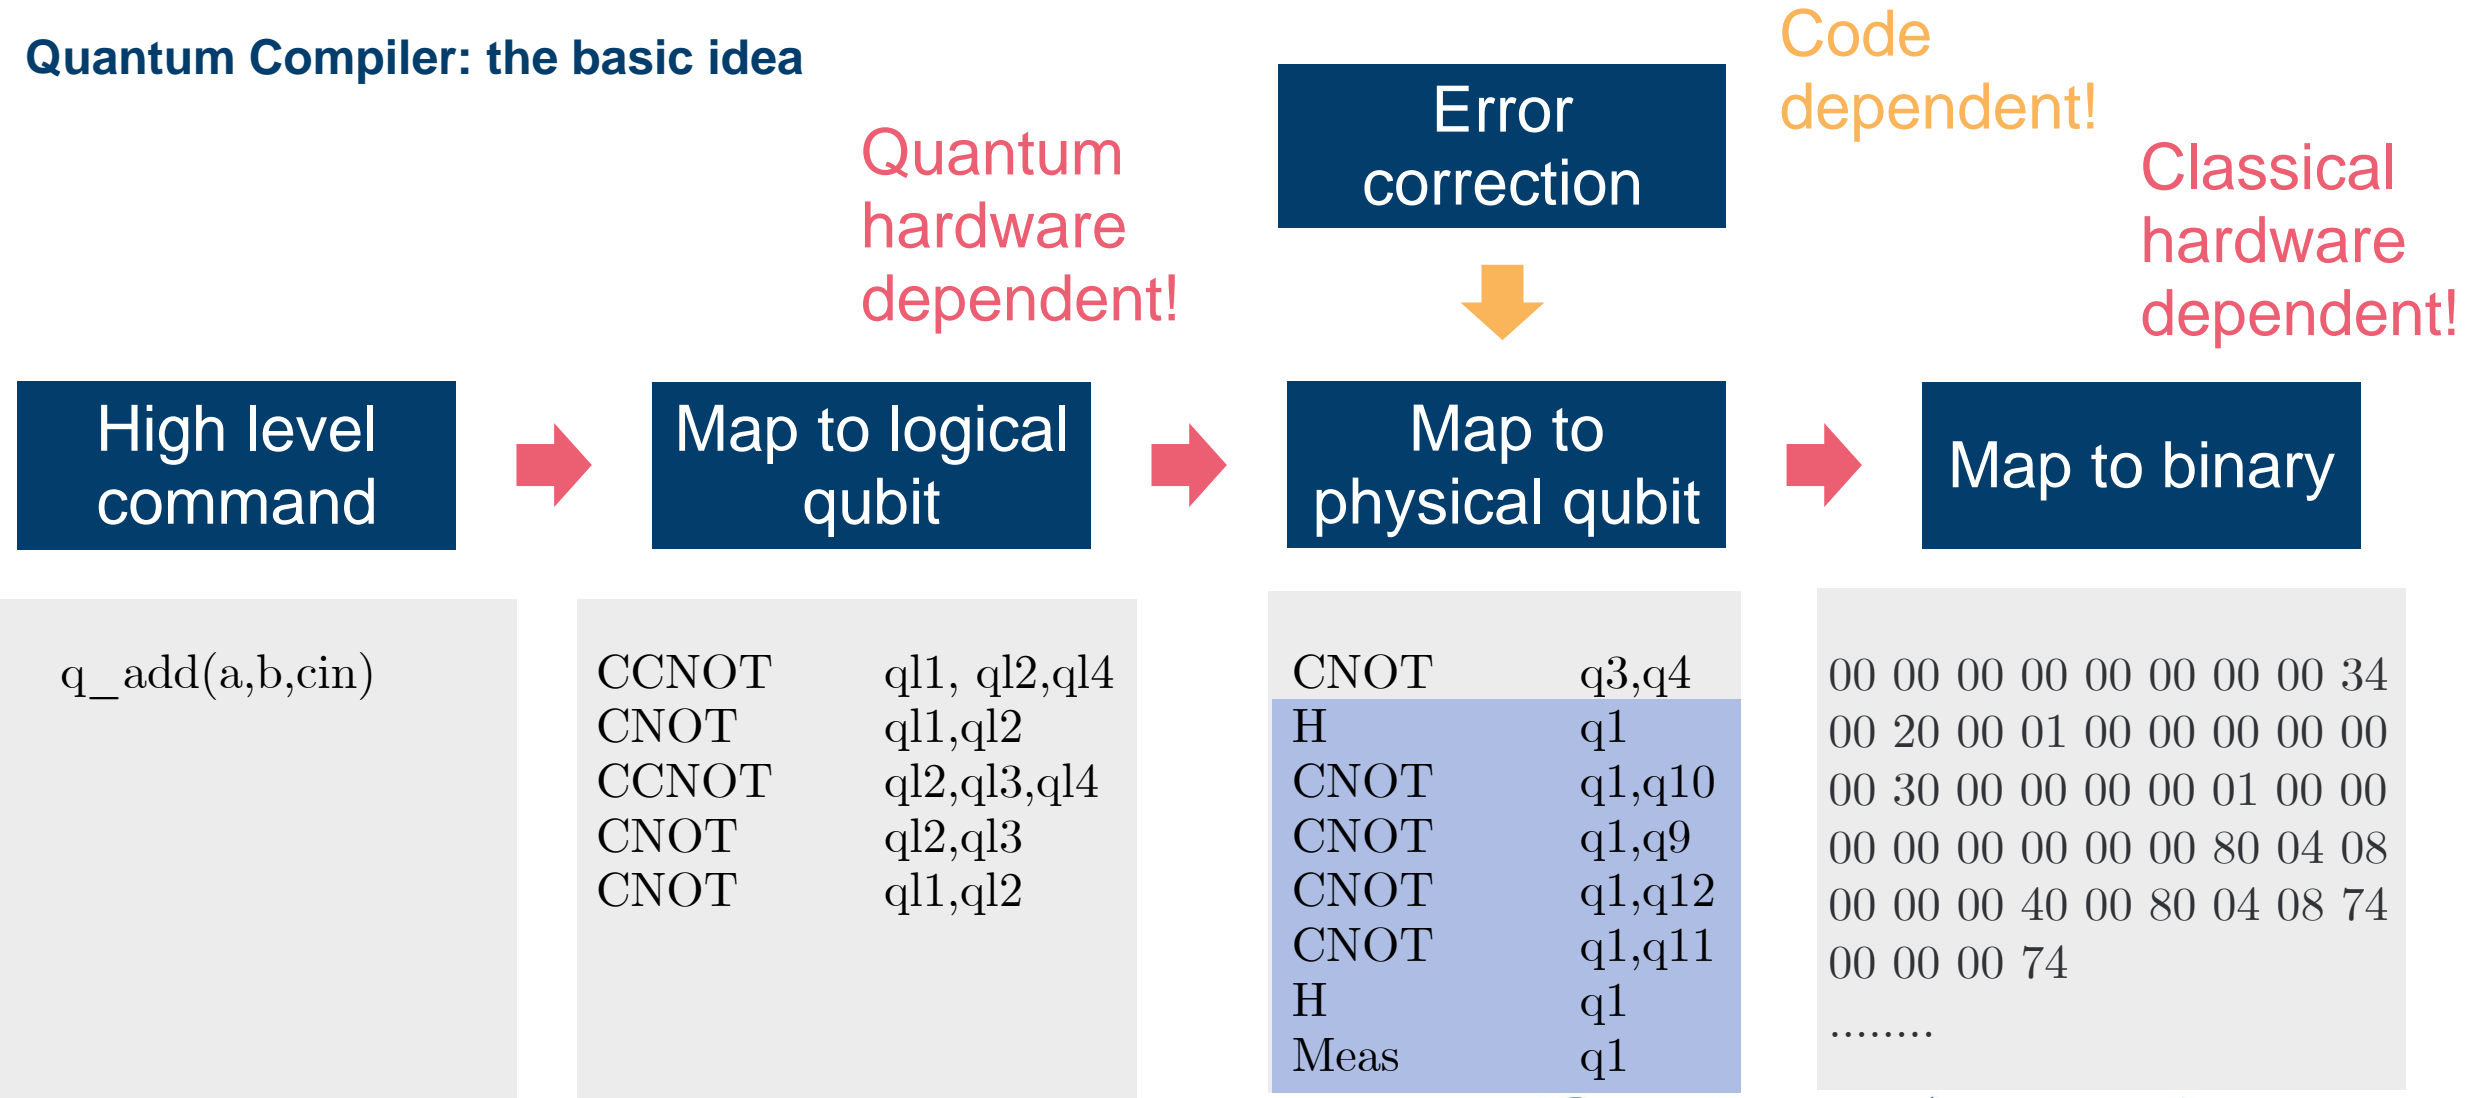 Quantum Compiler: the basic idea
Code
dependent!
Error
correction
Quantum
hardware
dependent!
Classical
hardware
dependent!
High level
command
Map to logical
qubit
Map to
physical qubit
Map to binary
q_add(a,b,cin)
CCNOT ql1, ql2,ql4
CNOT ql1,ql2
CCNOT ql2,ql3,ql4
CNOT ql2,ql3
CNOT ql1,ql2
CNOT q3,q4
H q1
CNOT q1,q10
CNOT q1,q9
CNOT q1,q12
CNOT q1,q11
H q1
Meas q1
00 00 00 00 00 00 00 00 34
00 20 00 01 00 00 00 00 00
00 30 00 00 00 00 01 00 00
00 00 00 00 00 00 80 04 08
00 00 00 40 00 80 04 08 74
00 00 00 74
........